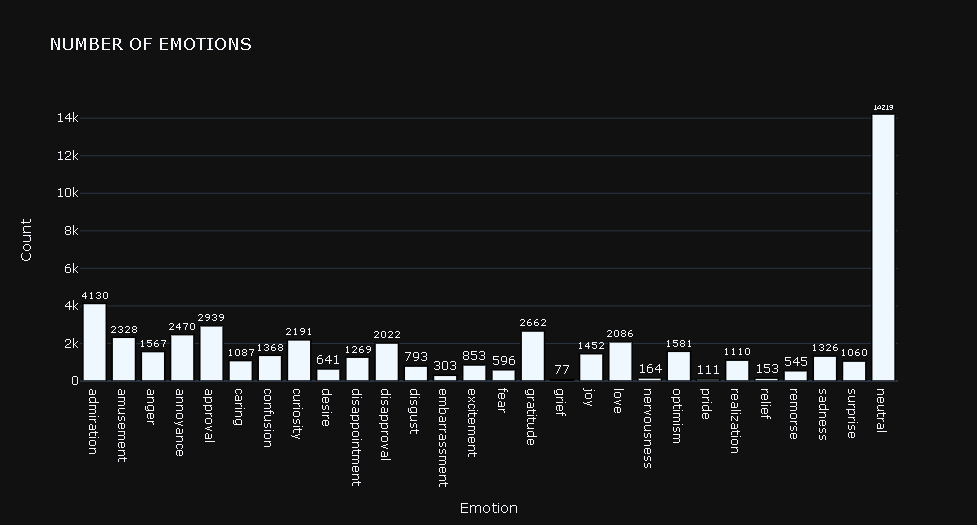 NUMBER OF EMOTIONS
14219
14k
12k
10k
8k
6k
4k
2k
0
Count
4130
2328
1567
2470
2939
1087
1368
2191
641
1269
2022
793
303
853
596
2662
77
1452
2086
164
1581
111
1110
153
545
1326
1060
admiration
amusement
anger
annoyance
approval
caring
confusion
curiosity
desire
disappointment
disapproval
disgust
embarrassment
excitement
fear
gratitude
grief
joy
love
nervousness
optimism
pride
realization
relief
remorse
sadness
surprise
neutral
Emotion